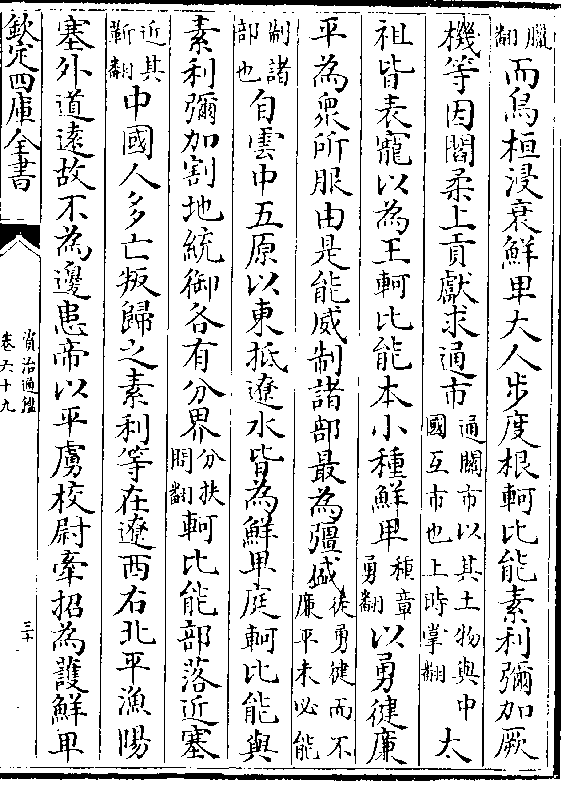 臘翻而烏桓浸衰鮮卑大人步度根軻比能素利彌加厥
機等因閻柔上貢獻求通市通關市以其土物與中國互市也上時掌翻太
祖皆表寵以為王軻比能本小種鮮卑種章勇翻以勇健廉
平為衆所服由是能威制諸部最為彊盛徒勇健而不廉平未必能
制諸部也自雲中五原以東抵遼水皆為鮮卑庭軻比能與
素利彌加割地統御各有分界分扶問翻軻比能部落近塞
近其靳翻中國人多亡叛歸之素利等在遼西右北平漁陽
塞外道遠故不為邊患帝以平虜校尉牽招為護鮮卑
欽定四庫全書
資治通鑑
卷六十九
三十